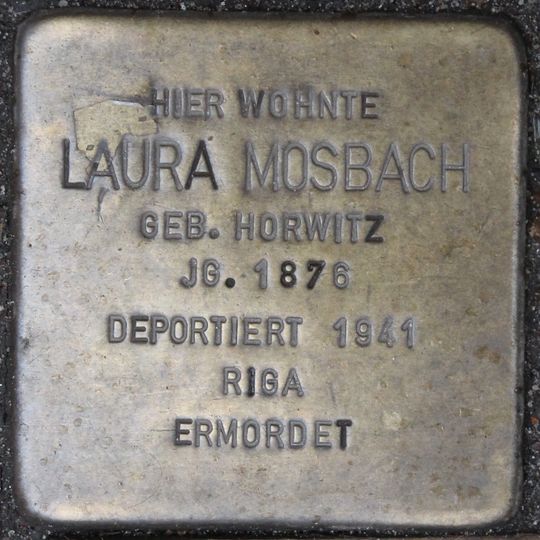 HIER WOHNTE
LAURA MOSBACH
GEB. HORWITZ
JG. 1876
DEPORTIERT 1941
RIGA
ERMORDET